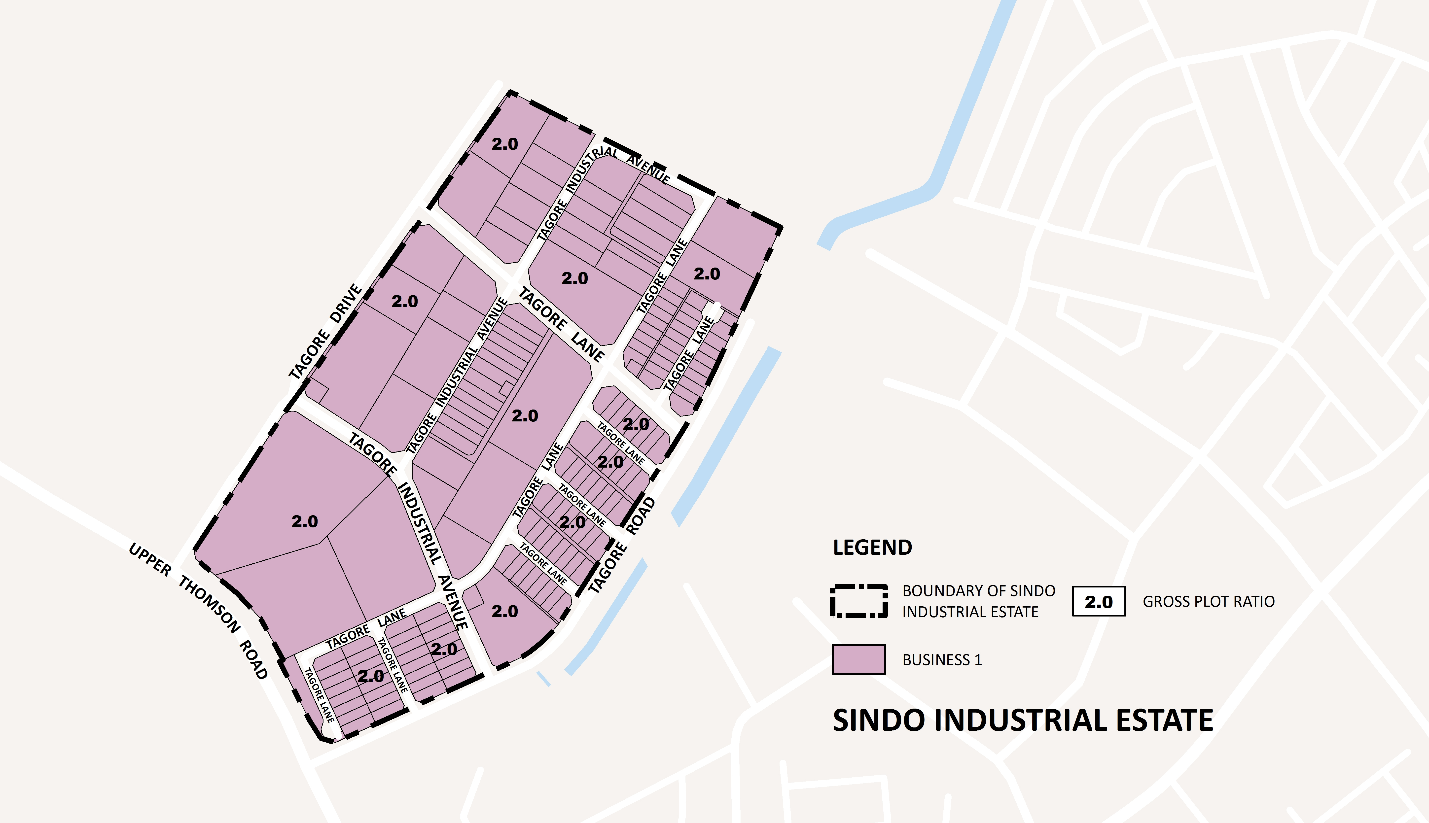 2.0
TAGORE INDUSTRIAL AVENUE
TAGORE INDUSTRIAL
2.0
2.0
TAGORE LANE
2.0
TAGORE DRIVE
TAGORE LANE
TAGORE INDUSTRIAL AVENUE
TAGORE LANE
2.0
2.0
TAGORE LANE
2.0
TAGORE LANE
2.0
TAGORE LANE
2.0
TAGORE LANE
TAGORE ROAD
2.0
TAGORE INDUSTRIAL AVENUE
2.0
TAGORE LANE
TAGORE LANE
2.0
TAGORE LANE
2.0
UPPER THOMSON ROAD
LEGEND
BOUNDARY OF SINDO
INDUSTRIAL ESTATE
2.0
GROSS PLOT RATIO
BUSINESS 1
SINDO INDUSTRIAL ESTATE